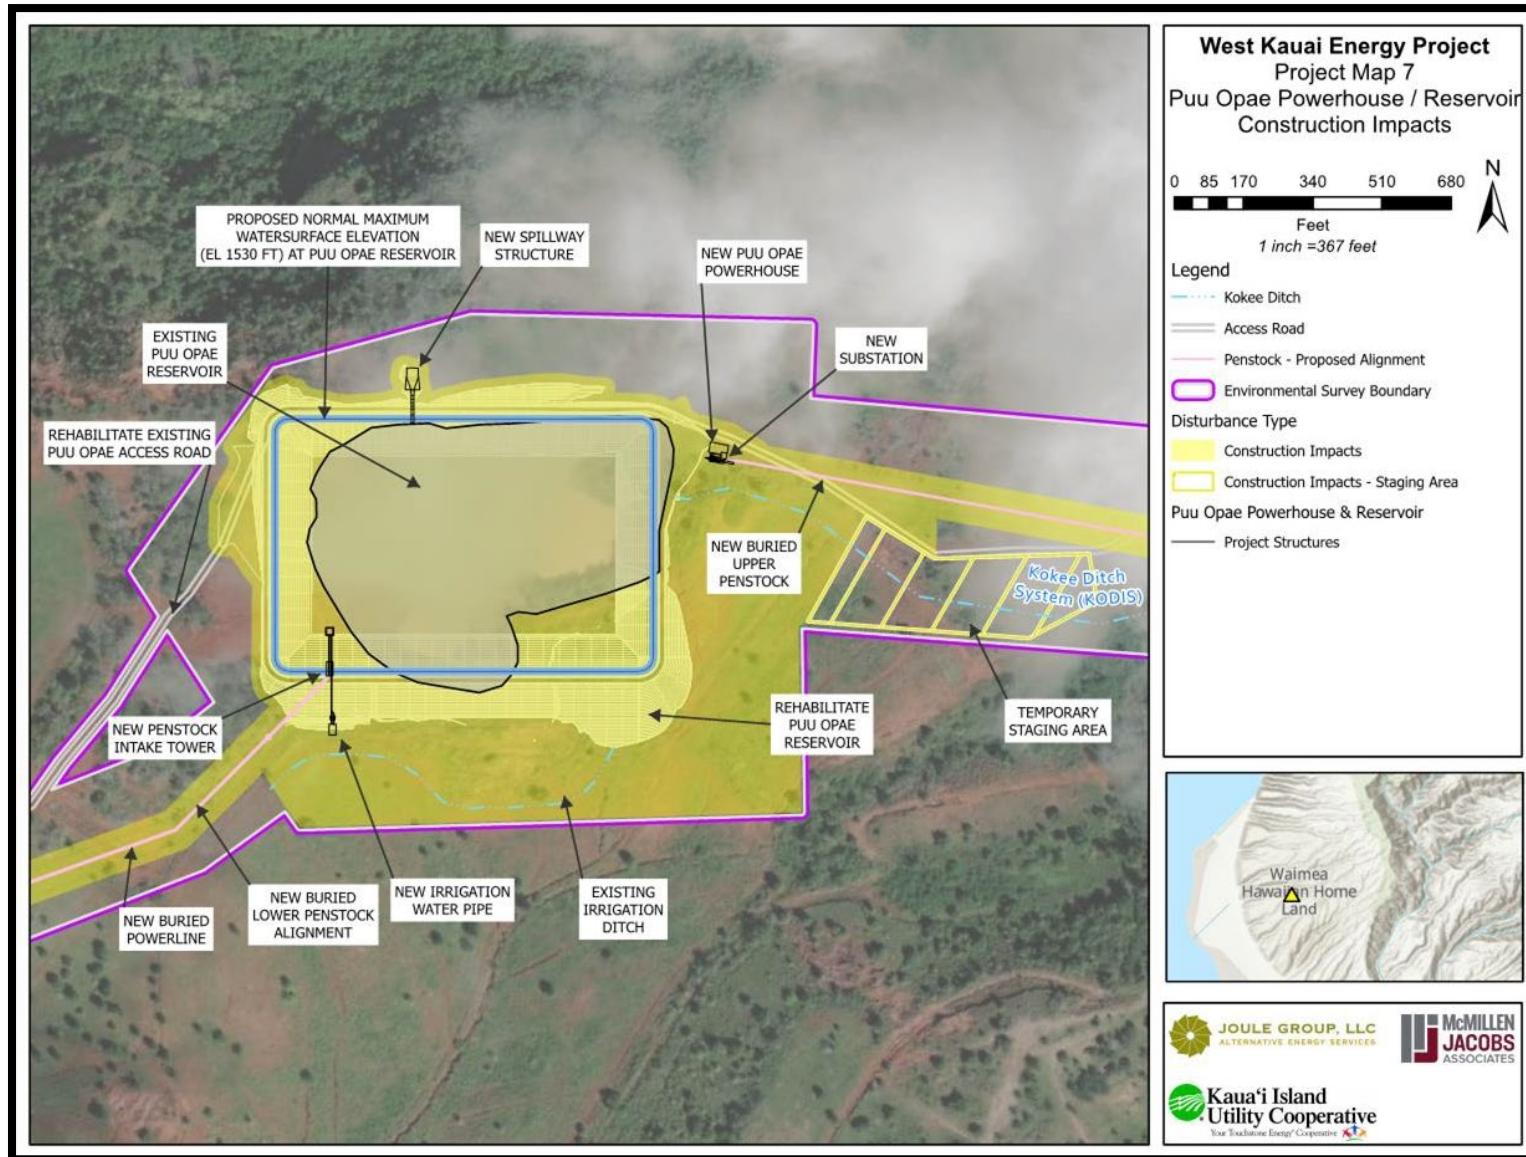 West Kauai Energy Project
Project Map 7
Puu Opae Powerhouse / Reservoir
Construction Impacts
0 85 170 340 510 680
Feet
1 inch =367 feet
N
Legend
Kokee Ditch
Access Road
Penstock - Proposed Alignment
Environmental Survey Boundary
Disturbance Type
Construction Impacts
Construction Impacts - Staging Area
Puu Opae Powerhouse & Reservoir
Project Structures
PROPOSED NORMAL MAXIMUM
WATERSURFACE ELEVATION
(EL 1530 FT) AT PUU OPAE RESERVOIR
NEW SPILLWAY
STRUCTURE
NEW PUU OPAE
POWERHOUSE
EXISTING
PUU OPAE
RESERVOIR
NEW
SUBSTATION
REHABILITATE EXISTING
PUU OPAE ACCESS ROAD
NEW BURIED
UPPER
PENSTOCK
Kokee Ditch
System (KODIS)
NEW PENSTOCK
INTAKE TOWER
REHABILITATE
PUU OPAE
RESERVOIR
TEMPORARY
STAGING AREA
NEW BURIED
POWERLINE
NEW BURIED
LOWER PENSTOCK
ALIGNMENT
NEW IRRIGATION
WATER PIPE
EXISTING
IRRIGATION
DITCH
Waimea
Hawaiian Home
Land
JOULE GROUP, LLC
ALTERNATIVE ENERGY SERVICES
McMILLEN
JACOBS
ASSOCIATES
Kauaʻi Island
Utility Cooperative
Your Touchstone Energy® Cooperative